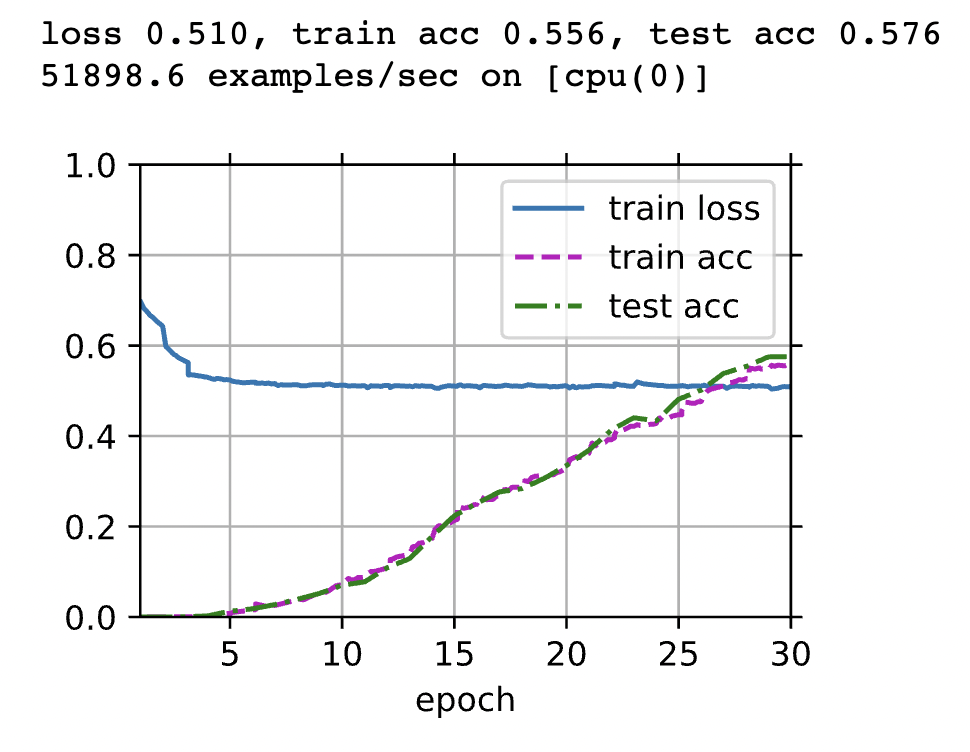 loss 0.510, train acc 0.556, test acc 0.576
51898.6 examples/sec on [cpu(0)]
1.0
train loss
0.8
train acc
test acc
0.6
0.4
0.2
0.0
5 10 15 20 25 30
epoch